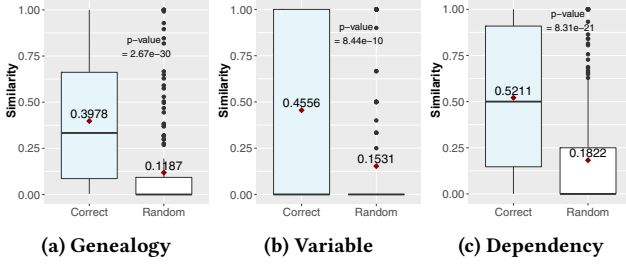 1.00
0.75
0.50
0.25
0.00
Similarity
p-value
= 2.67e-30
0.3978
0.1187
Correct Random
(a) Genealogy
1.00
0.75
0.50
0.25
0.00
Similarity
p-value
= 8.44e-10
0.4556
0.1531
Correct Random
(b) Variable
1.00
0.75
0.50
0.25
0.00
Similarity
p-value
= 8.31e-21
0.5211
0.1822
Correct Random
(c) Dependency